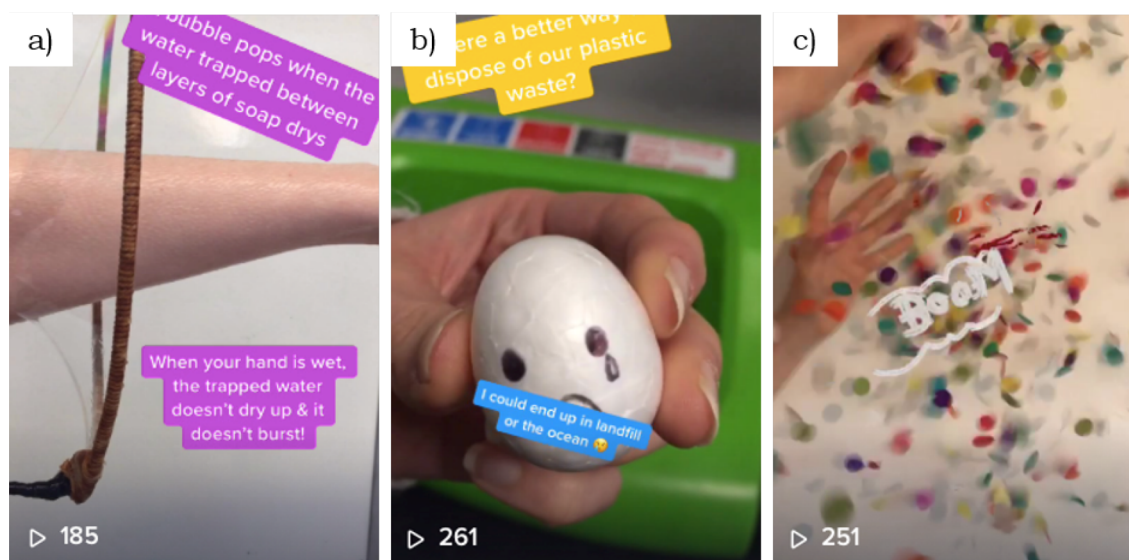 a)
bubble pops when the
water trapped between
layers of soap drys
When your hand is wet,
the trapped water
doesn't dry up & it
doesn't burst!
185
b)
a better way
dispose of our plastic
waste?
I could end up in landfill
or the ocean 😢
261
c)
BOOM
251